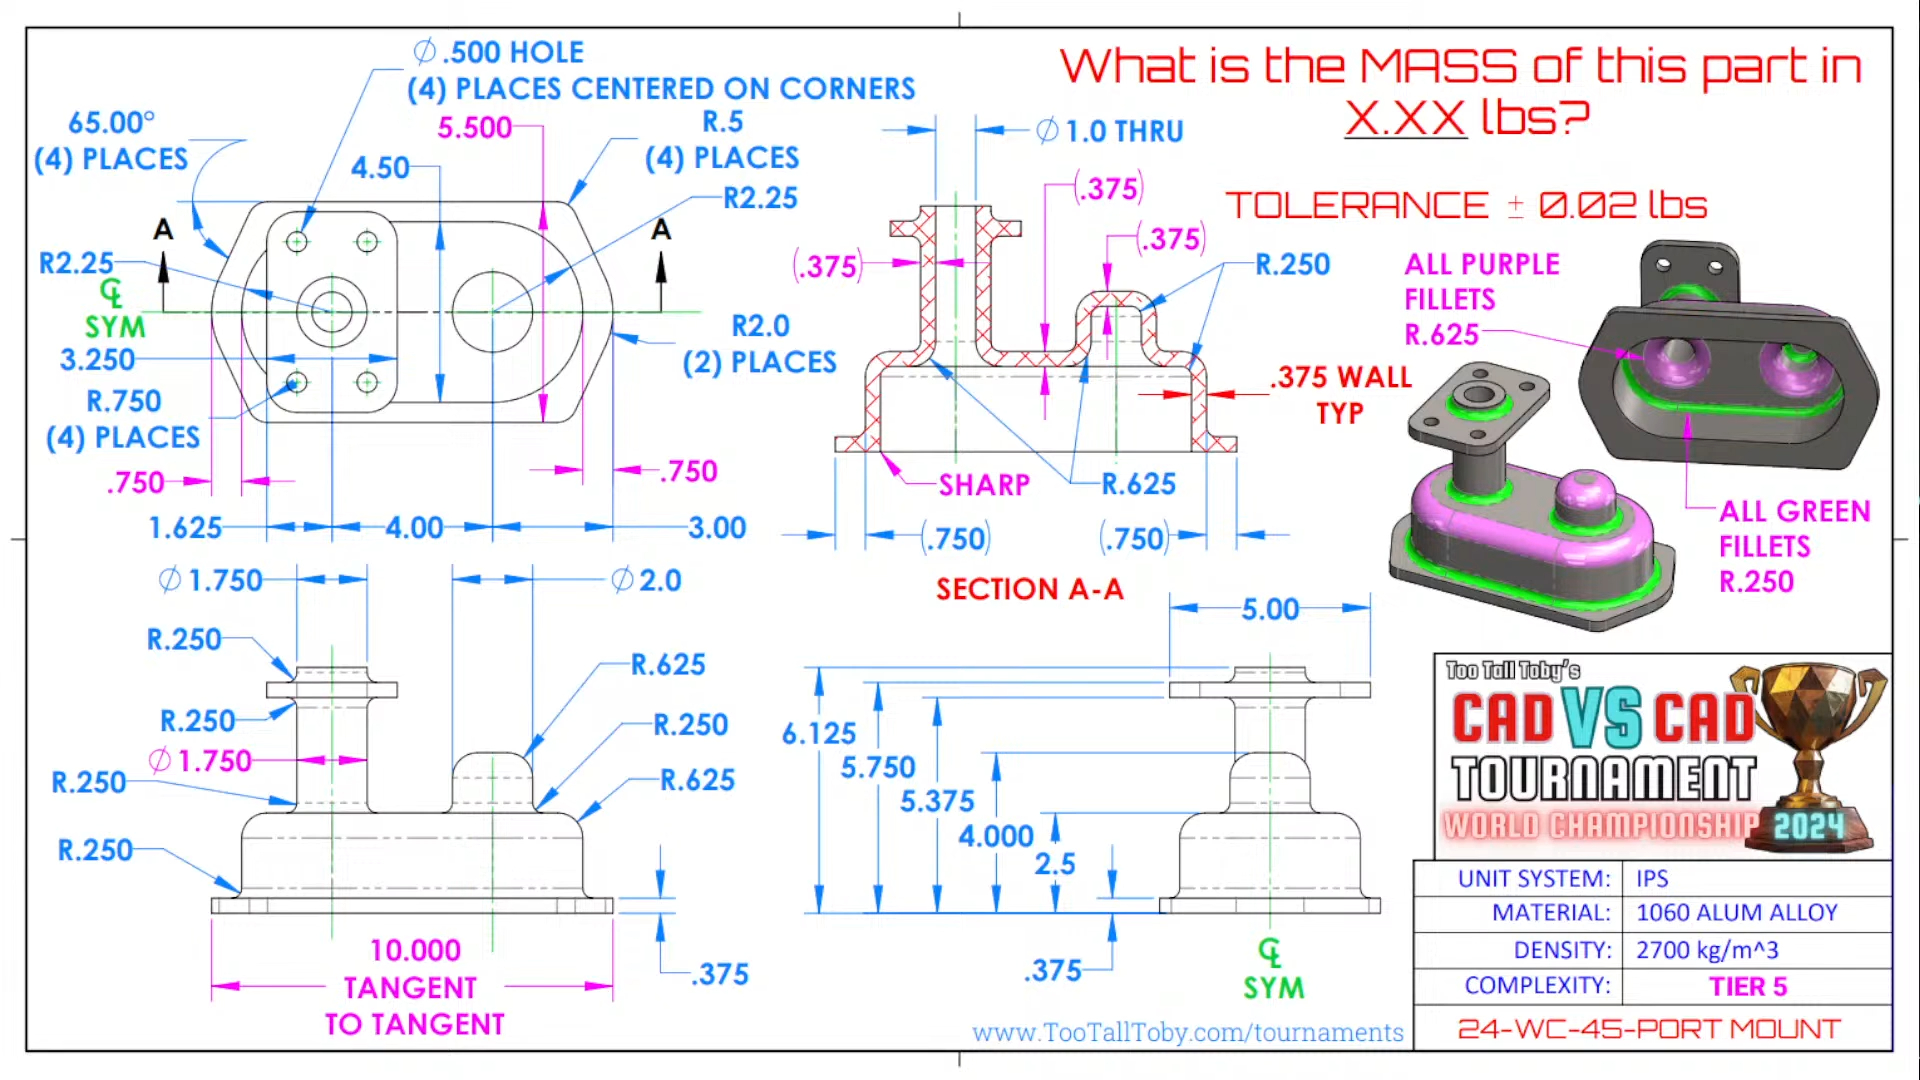 Ø .500 HOLE
(4) PLACES CENTERED ON CORNERS
65.00°
(4) PLACES
5.500
R.5
(4) PLACES
4.50
R2.25
A
A
R2.25
℄
SYM
3.250
R2.0
(2) PLACES
R.750
(4) PLACES
.750
.750
1.625
4.00
3.00
Ø 1.750
Ø 2.0
R.250
R.250
Ø 1.750
R.250
R.250
R.625
R.250
R.625
10.000
TANGENT
TO TANGENT
.375
What is the MASS of this part in
X.XX lbs?
TOLERANCE ± 0.02 lbs
Ø 1.0 THRU
(.375)
(.375)
(.375)
R.250
.375 WALL
TYP
SHARP
R.625
(.750)
(.750)
SECTION A-A
ALL PURPLE
FILLETS
R.625
ALL GREEN
FILLETS
R.250
5.00
6.125
5.750
5.375
4.000
2.5
.375
℄
SYM
www.TooTallToby.com/tournaments
Too Tall Toby's
CAD VS CAD
TOURNAMENT
WORLD CHAMPIONSHIP 2024
UNIT SYSTEM: IPS
MATERIAL: 1060 ALUM ALLOY
DENSITY: 2700 kg/m^3
COMPLEXITY: TIER 5
24-WC-45-PORT MOUNT